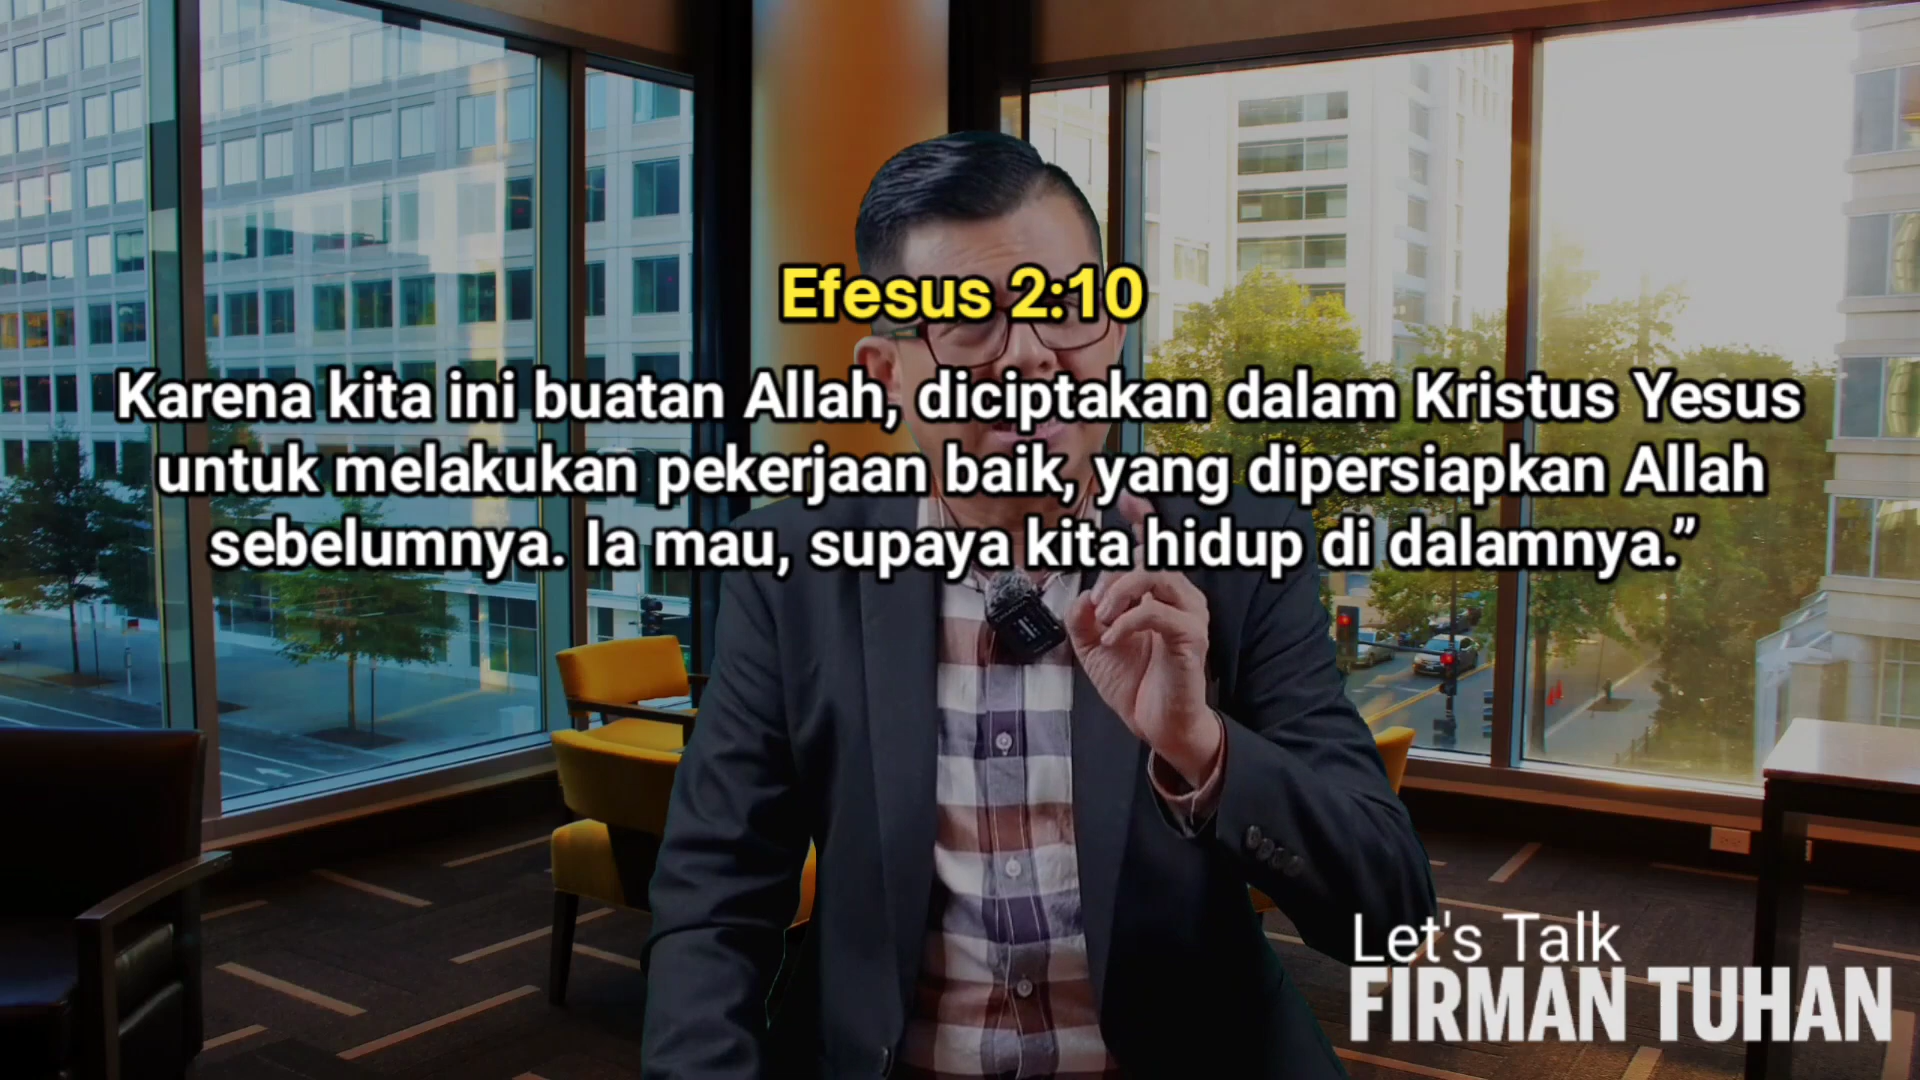 Efesus 2:10
Karena kita ini buatan Allah, diciptakan dalam Kristus Yesus
untuk melakukan pekerjaan baik, yang dipersiapkan Allah
sebelumnya. Ia mau, supaya kita hidup di dalamnya.”
Let's Talk
FIRMAN TUHAN